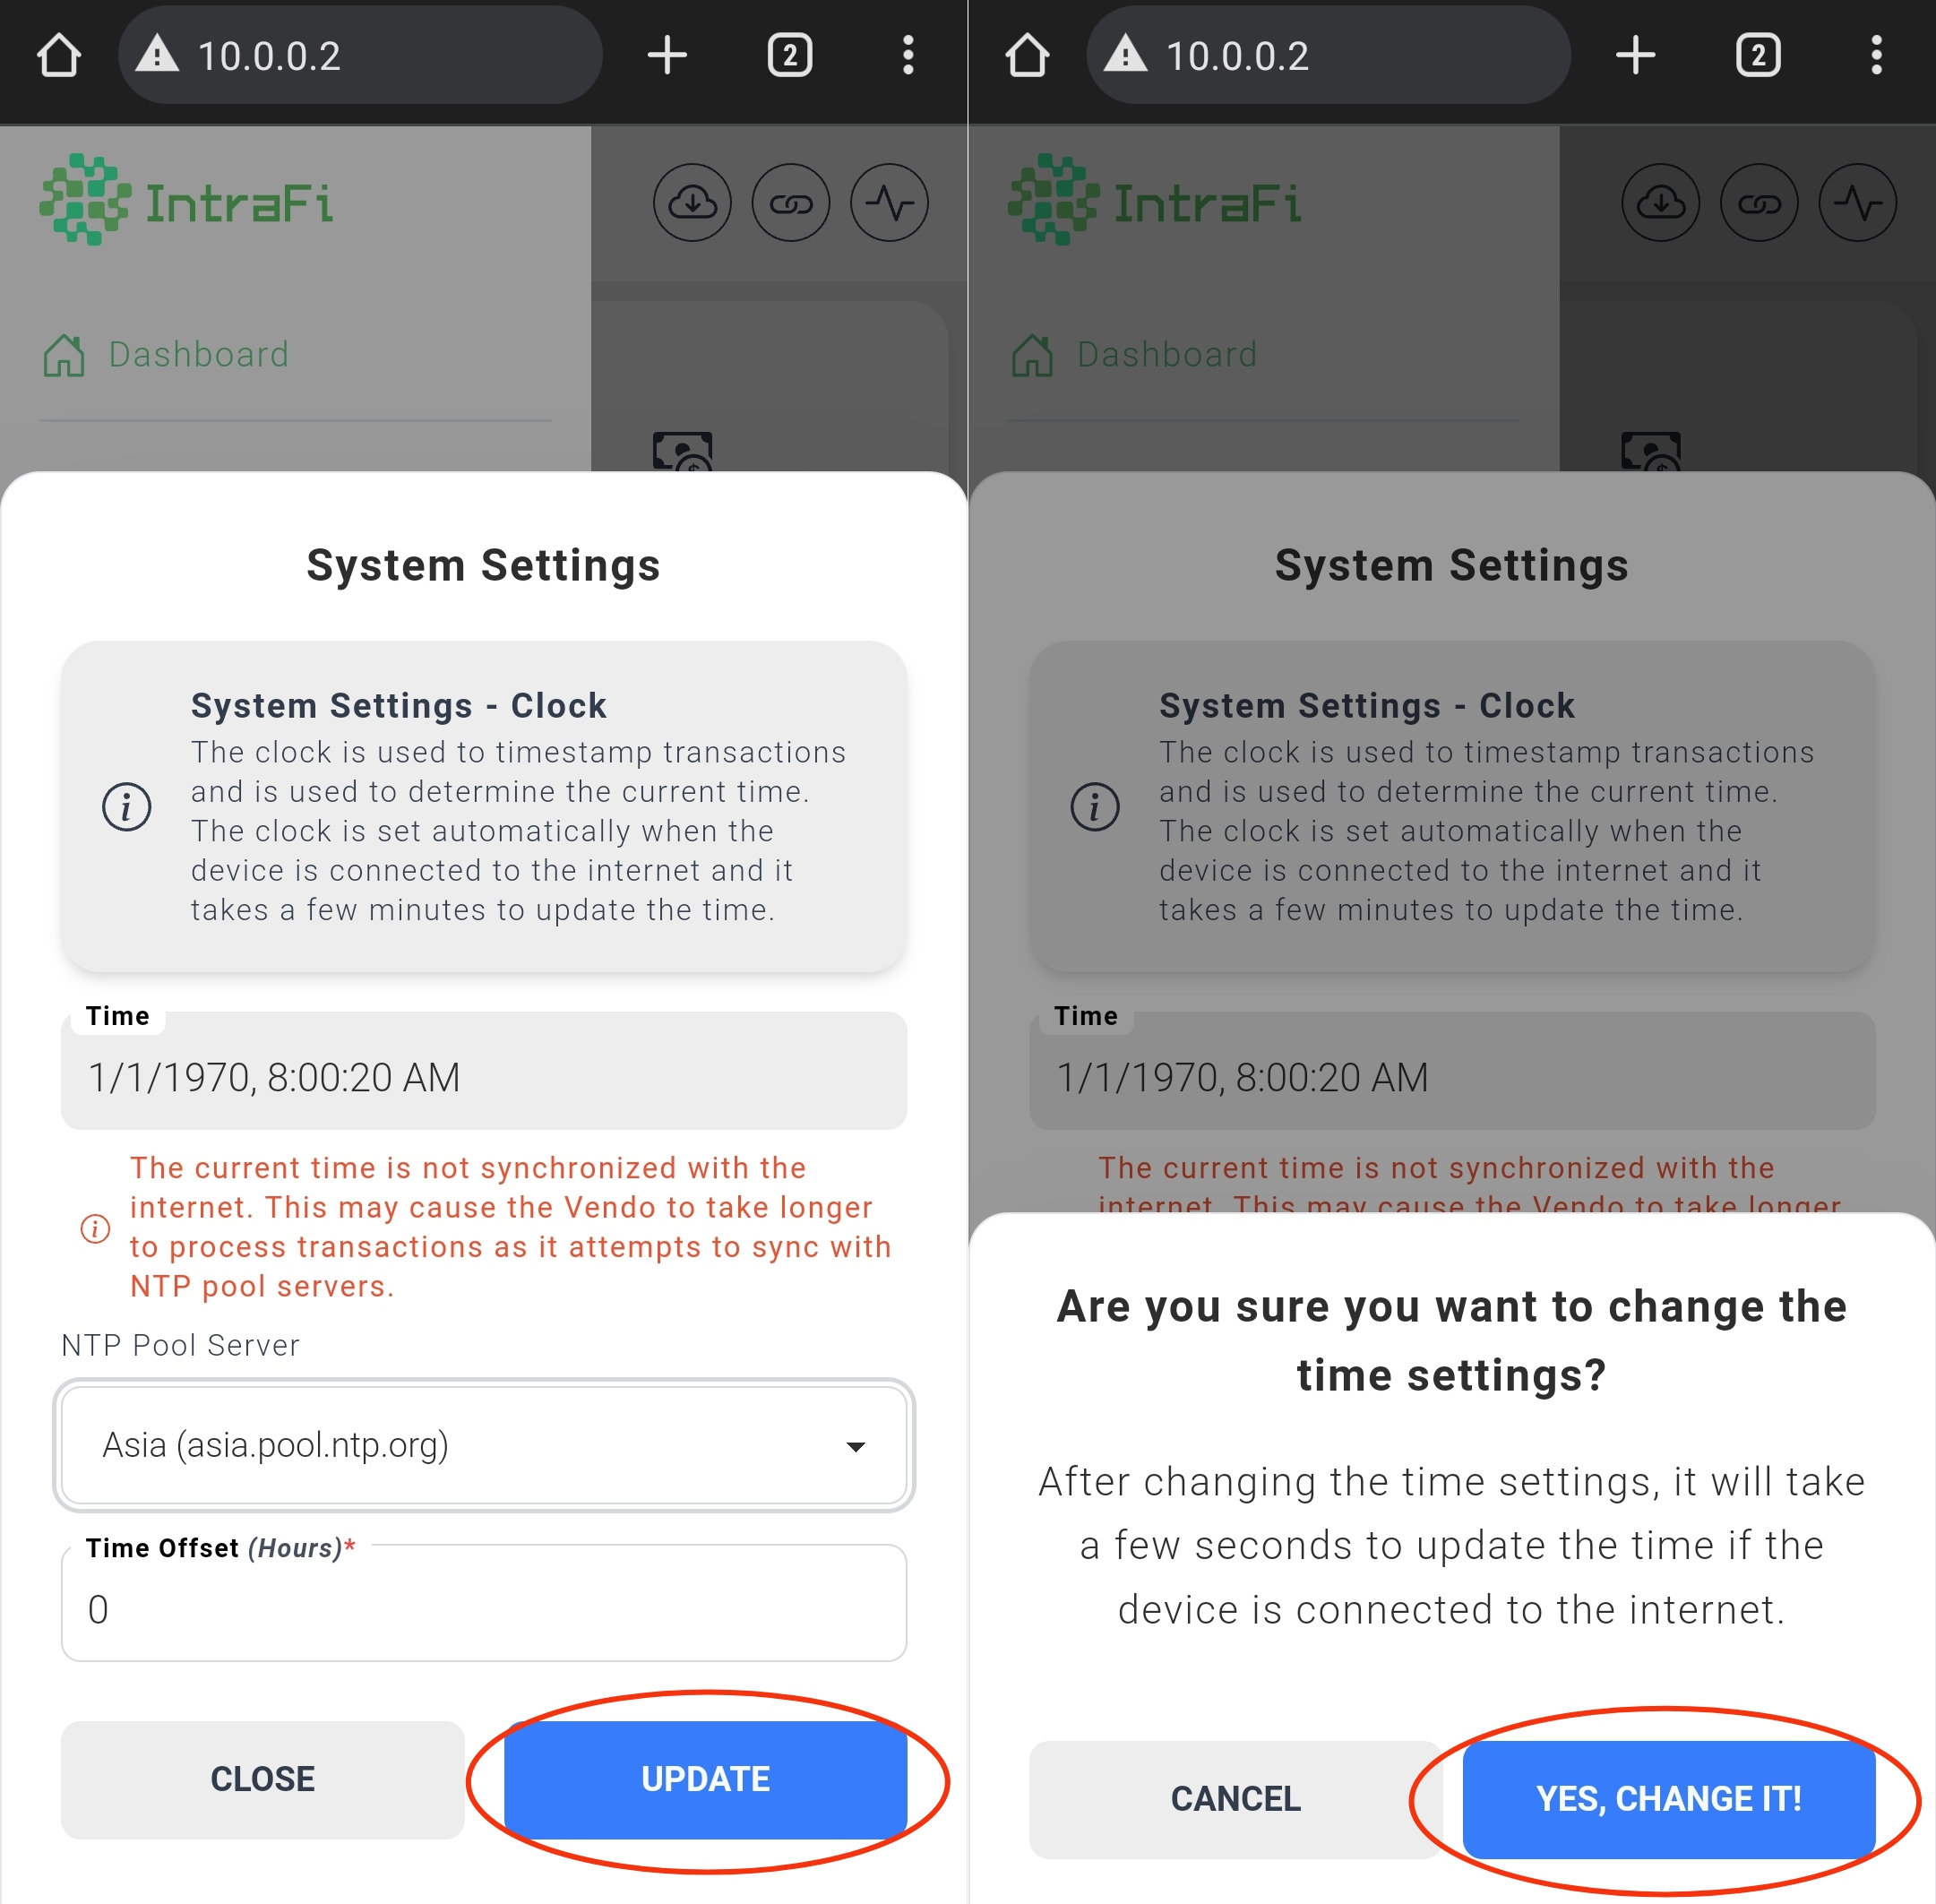 10.0.0.2
2
IntraFi
Dashboard
System Settings
System Settings - Clock
The clock is used to timestamp transactions
and is used to determine the current time.
The clock is set automatically when the
device is connected to the internet and it
takes a few minutes to update the time.
Time
1/1/1970, 8:00:20 AM
The current time is not synchronized with the
internet. This may cause the Vendo to take longer
to process transactions as it attempts to sync with
NTP pool servers.
NTP Pool Server
Asia (asia.pool.ntp.org)
Time Offset (Hours)*
0
CLOSE
UPDATE
10.0.0.2
2
IntraFi
Dashboard
System Settings
System Settings - Clock
The clock is used to timestamp transactions
and is used to determine the current time.
The clock is set automatically when the
device is connected to the internet and it
takes a few minutes to update the time.
Time
1/1/1970, 8:00:20 AM
The current time is not synchronized with the
internet. This may cause the Vendo to take longer
Are you sure you want to change the
time settings?
After changing the time settings, it will take
a few seconds to update the time if the
device is connected to the internet.
CANCEL
YES, CHANGE IT!